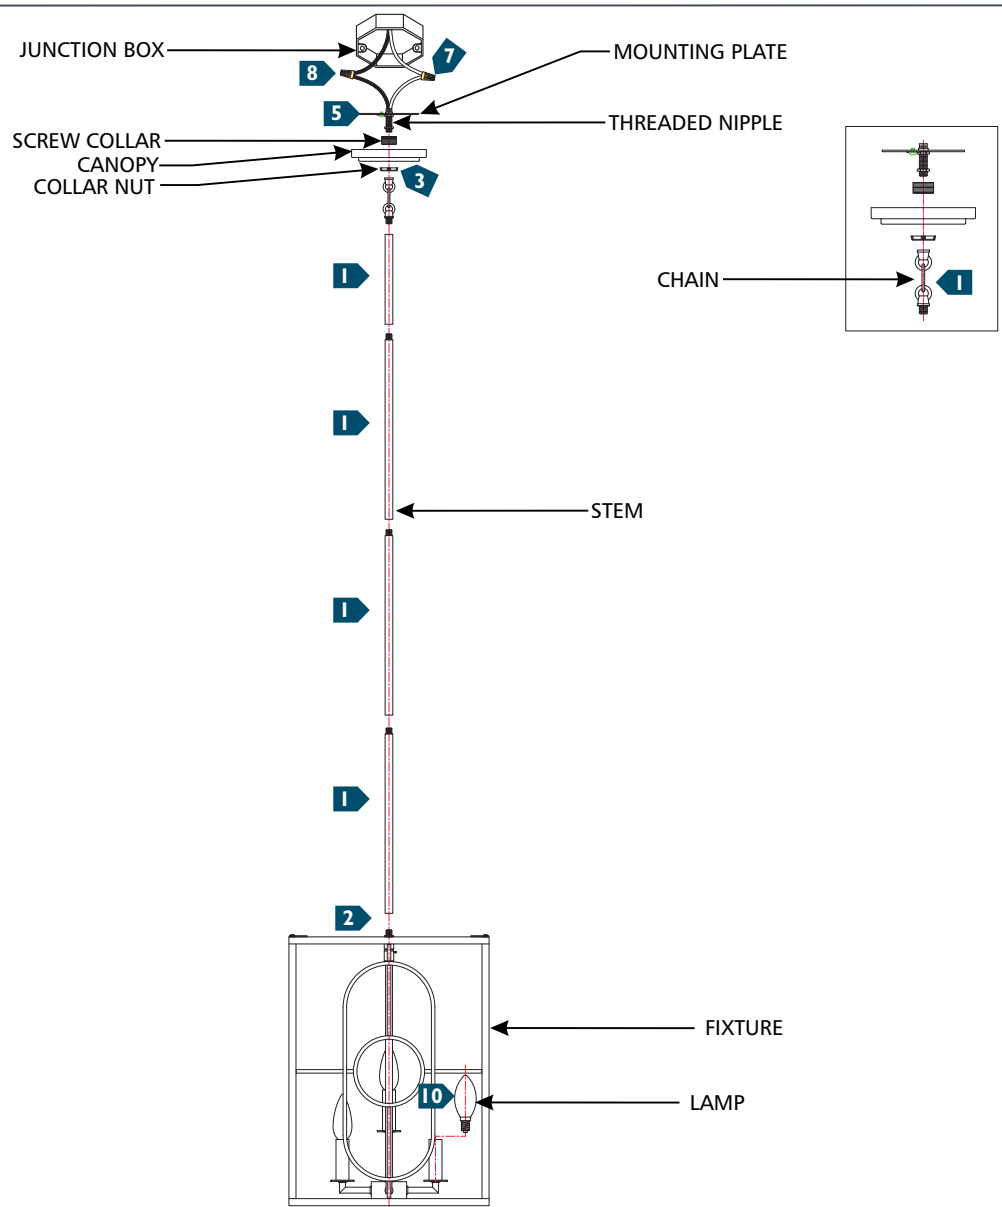 JUNCTION BOX
7
MOUNTING PLATE
8
5
THREADED NIPPLE
SCREW COLLAR
CANOPY
COLLAR NUT
3
1
CHAIN
1
1
STEM
1
1
2
FIXTURE
10
LAMP